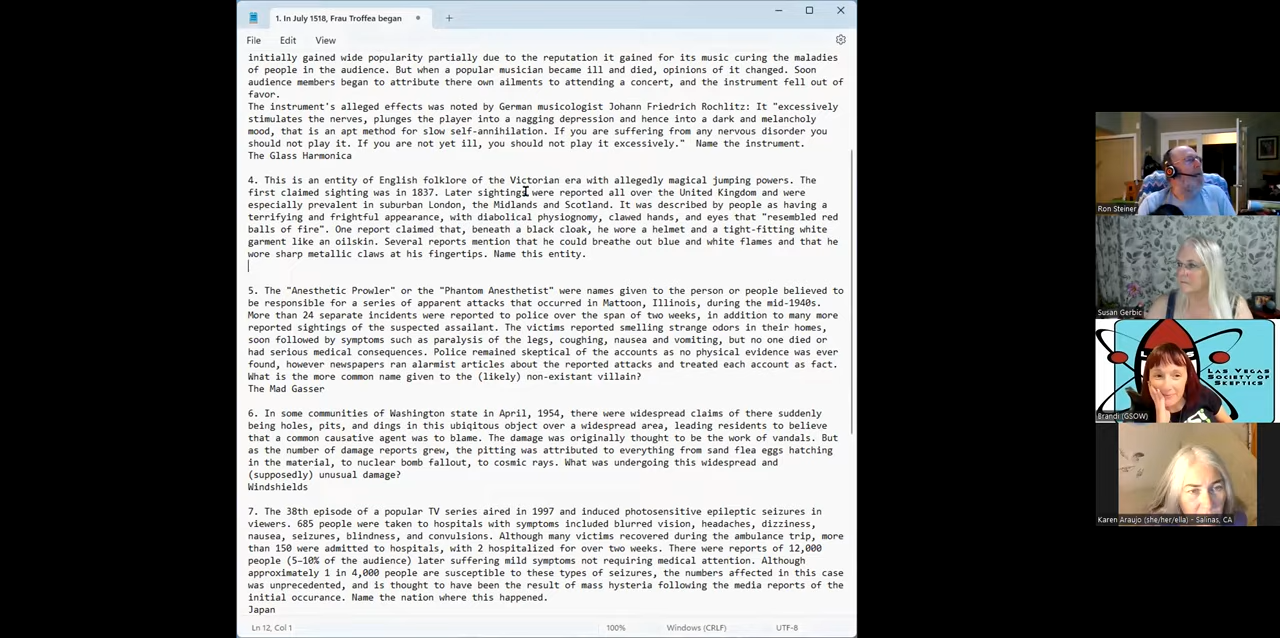 1. In July 1518, Frau Troffea began
File Edit View
initially gained wide popularity partially due to the reputation it gained for its music curing the maladies
of people in the audience. But when a popular musician became ill and died, opinions of it changed. Soon
audience members began to attribute there own ailments to attending a concert, and the instrument fell out of
favor.
The instrument's alleged effects was noted by German musicologist Johann Friedrich Rochlitz: It "excessively
stimulates the nerves, plunges the player into a nagging depression and hence into a dark and melancholy
mood, that is an apt method for slow self-annihilation. If you are suffering from any nervous disorder you
should not play it. If you are not yet ill, you should not play it excessively."  Name the instrument.
The Glass Harmonica
4. This is an entity of English folklore of the Victorian era with allegedly magical jumping powers. The
first claimed sighting was in 1837. Later sightings were reported all over the United Kingdom and were
especially prevalent in suburban London, the Midlands and Scotland. It was described by people as having a
terrifying and frightful appearance, with diabolical physiognomy, clawed hands, and eyes that "resembled red
balls of fire". One report claimed that, beneath a black cloak, he wore a helmet and a tight-fitting white
garment like an oilskin. Several reports mention that he could breathe out blue and white flames and that he
wore sharp metallic claws at his fingertips. Name this entity.
5. The "Anesthetic Prowler" or the "Phantom Anesthetist" were names given to the person or people believed to
be responsible for a series of apparent attacks that occurred in Mattoon, Illinois, during the mid-1940s.
More than 24 separate incidents were reported to police over the span of two weeks, in addition to many more
reported sightings of the suspected assailant. The victims reported smelling strange odors in their homes,
soon followed by symptoms such as paralysis of the legs, coughing, nausea and vomiting, but no one died or
had serious medical consequences. Police remained skeptical of the accounts as no physical evidence was ever
found, however newspapers ran alarmist articles about the reported attacks and treated each account as fact.
What is the more common name given to the (likely) non-existant villain?
The Mad Gasser
6. In some communities of Washington state in April, 1954, there were widespread claims of there suddenly
being holes, pits, and dings in this ubiqitous object over a widespread area, leading residents to believe
that a common causative agent was to blame. The damage was originally thought to be the work of vandals. But
as the number of damage reports grew, the pitting was attributed to everything from sand flea eggs hatching
in the material, to nuclear bomb fallout, to cosmic rays. What was undergoing this widespread and
(supposedly) unusual damage?
Windshields
7. The 38th episode of a popular TV series aired in 1997 and induced photosensitive epileptic seizures in
viewers. 685 people were taken to hospitals with symptoms included blurred vision, headaches, dizziness,
nausea, seizures, blindness, and convulsions. Although many victims recovered during the ambulance trip, more
than 150 were admitted to hospitals, with 2 hospitalized for over two weeks. There were reports of 12,000
people (5–10% of the audience) later suffering mild symptoms not requiring medical attention. Although
approximately 1 in 4,000 people are susceptible to these types of seizures, the numbers affected in this case
was unprecedented, and is thought to have been the result of mass hysteria following the media reports of the
initial occurance. Name the nation where this happened.
Japan
Ln 12, Col 1 100% Windows (CRLF) UTF-8
Ron Steiner
Susan Gerbic
LAS VEGAS
SOCIETY OF
SKEPTICS
Brandi (GSOW)
Karen Araujo (she/her/ella) - Salinas, CA